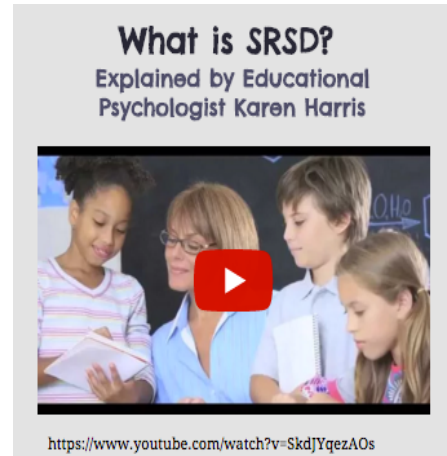 What is SRSD?
Explained by Educational
Psychologist Karen Harris
https://www.youtube.com/watch?v=SkdJYqezAOs